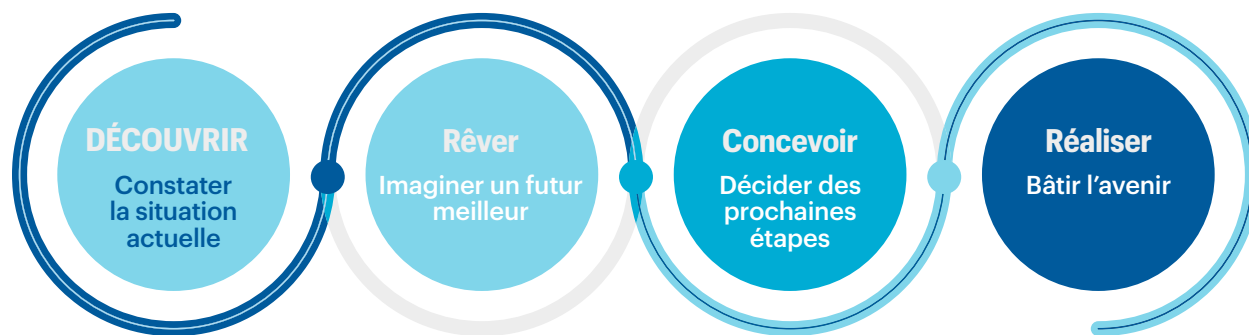 DÉCOUVRIR
Constater
la situation
actuelle
Rêver
Imaginer un futur
meilleur
Concevoir
Décider des
prochaines
étapes
Réaliser
Bâtir l’avenir